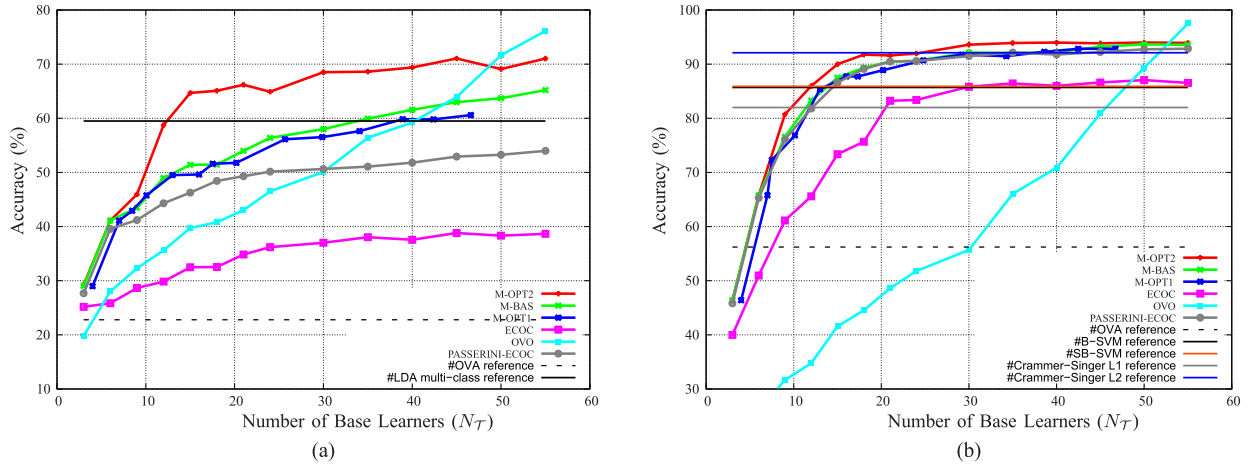 80
70
60
50
40
30
20
10
0 10 20 30 40 50 60
Accuracy (%)
Number of Base Learners (N_T)
M-OPT2
M-BAS
M-OPT1
ECOC
OVO
PASSERINI-ECOC
#OVA reference
#LDA multi-class reference
(a)
100
90
80
70
60
50
40
30
0 10 20 30 40 50 60
Accuracy (%)
Number of Base Learners (N_T)
M-OPT2
M-BAS
M-OPT1
ECOC
OVO
PASSERINI-ECOC
#OVA reference
#B-SVM reference
#SB-SVM reference
#Crammer-Singer L1 reference
#Crammer-Singer L2 reference
(b)